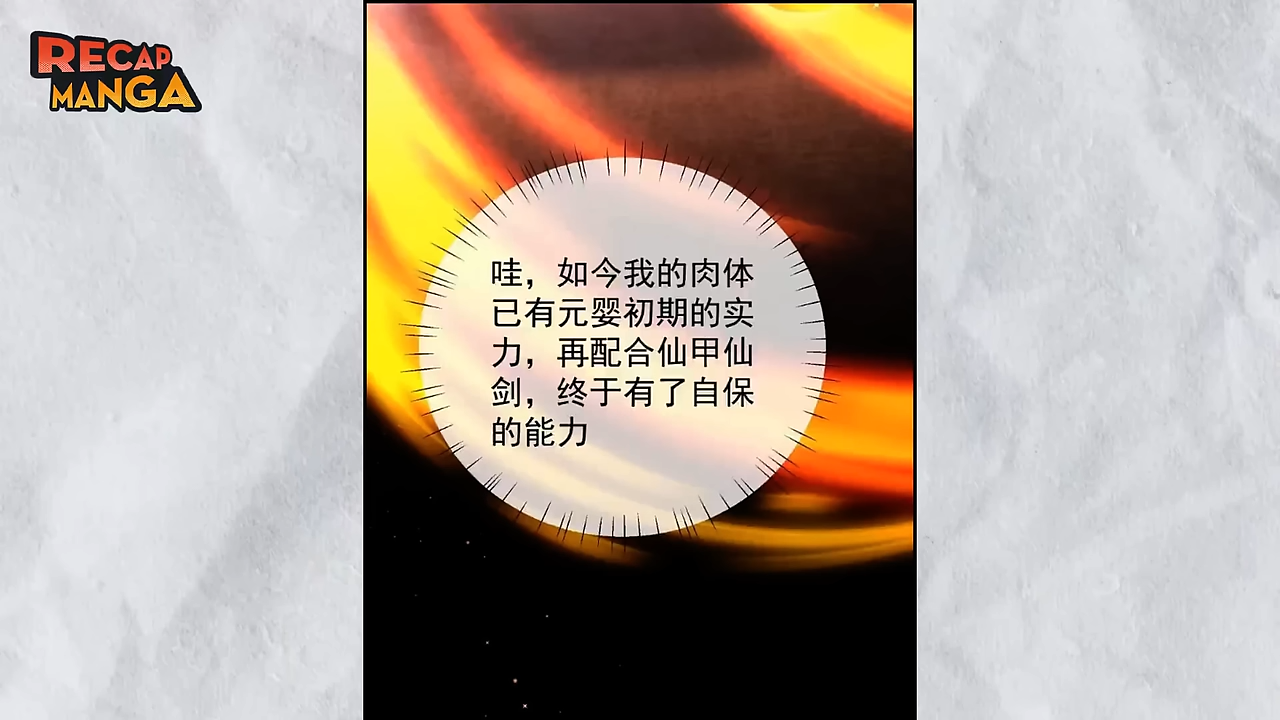 RECAP
MANGA
哇，如今我的肉体
已有元婴初期的实
力，再配合仙甲仙
剑，终于有了自保
的能力